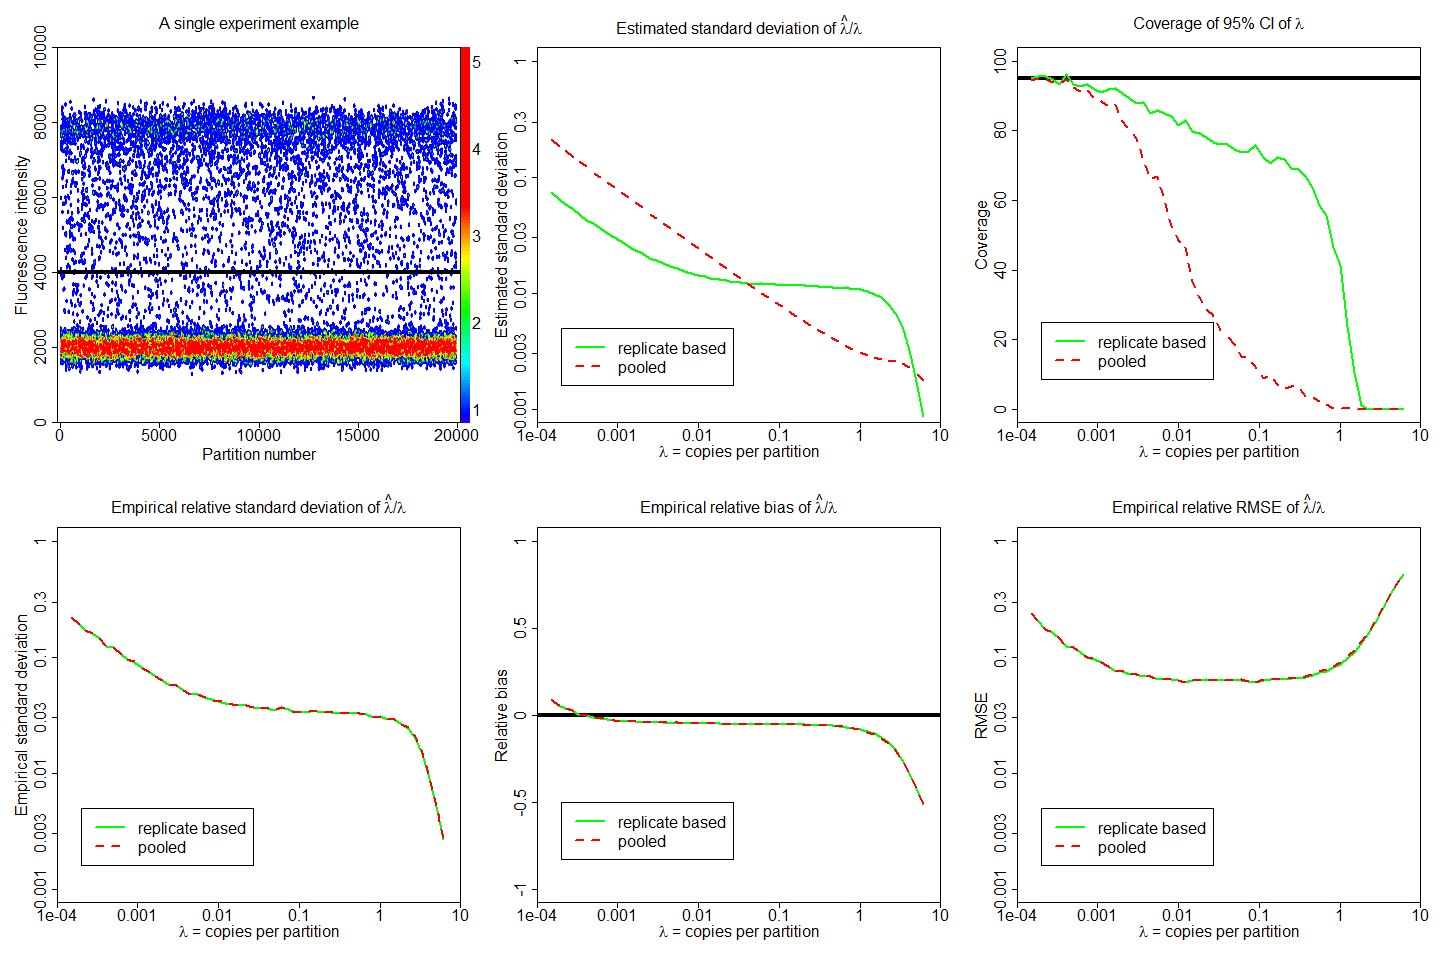 A single experiment example
Fluorescence intensity
0 2000 4000 6000 8000 10000
0 5000 10000 15000 20000
Partition number
5
4
3
2
1
Estimated standard deviation of λ̂/λ
Estimated standard deviation
1
0.3
0.1
0.03
0.01
0.003
0.001
replicate based
pooled
1e-04 0.001 0.01 0.1 1 10
λ = copies per partition
Coverage of 95% CI of λ
Coverage
100
80
60
40
20
0
replicate based
pooled
1e-04 0.001 0.01 0.1 1 10
λ = copies per partition
Empirical relative standard deviation of λ̂/λ
Empirical standard deviation
1
0.3
0.1
0.03
0.01
0.003
0.001
replicate based
pooled
1e-04 0.001 0.01 0.1 1 10
λ = copies per partition
Empirical relative bias of λ̂/λ
Relative bias
1
0.5
0
-0.5
-1
replicate based
pooled
1e-04 0.001 0.01 0.1 1 10
λ = copies per partition
Empirical relative RMSE of λ̂/λ
RMSE
1
0.3
0.1
0.03
0.01
0.003
0.001
replicate based
pooled
1e-04 0.001 0.01 0.1 1 10
λ = copies per partition